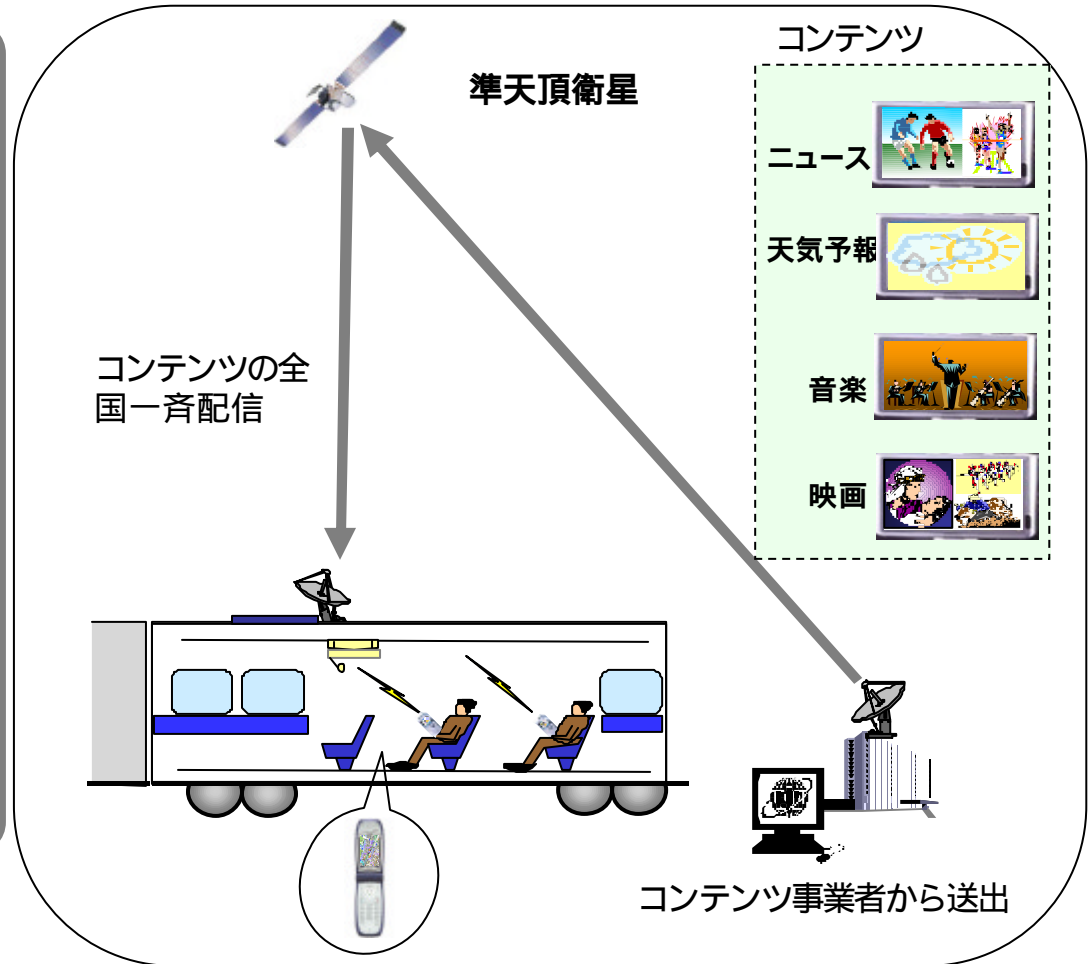 コンテンツ
準天頂衛星
ニュース
天気予報
音楽
映画
コンテンツの全
国一斉配信
コンテンツ事業者から送出